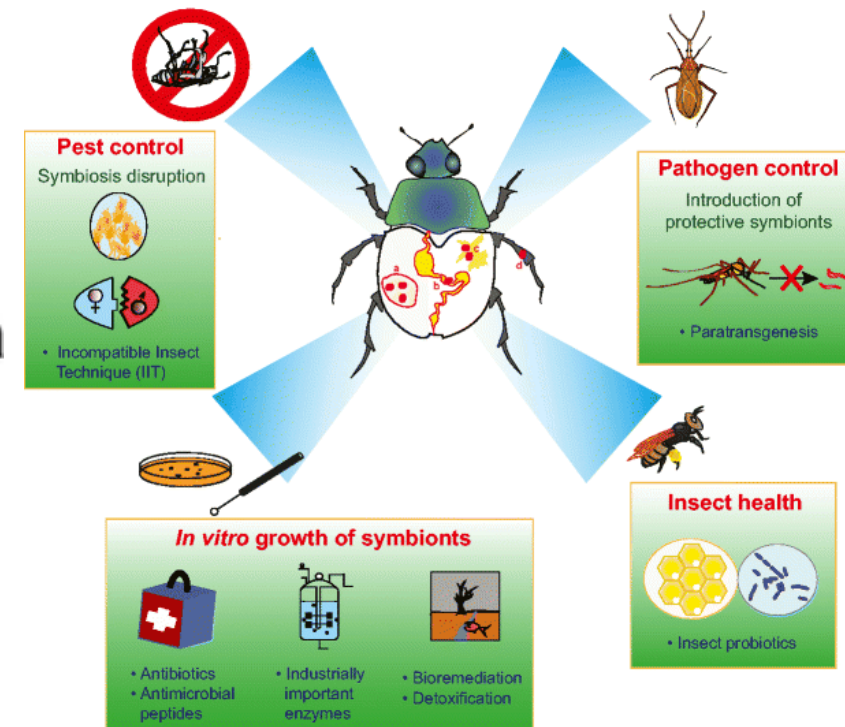 Pest control
Symbiosis disruption
• Incompatible Insect
Technique (IIT)
Pathogen control
Introduction of
protective symbionts
• Paratransgenesis
a
b
c
d
In vitro growth of symbionts
• Antibiotics
• Antimicrobial
peptides
• Industrially
important
enzymes
• Bioremediation
• Detoxification
Insect health
• Insect probiotics